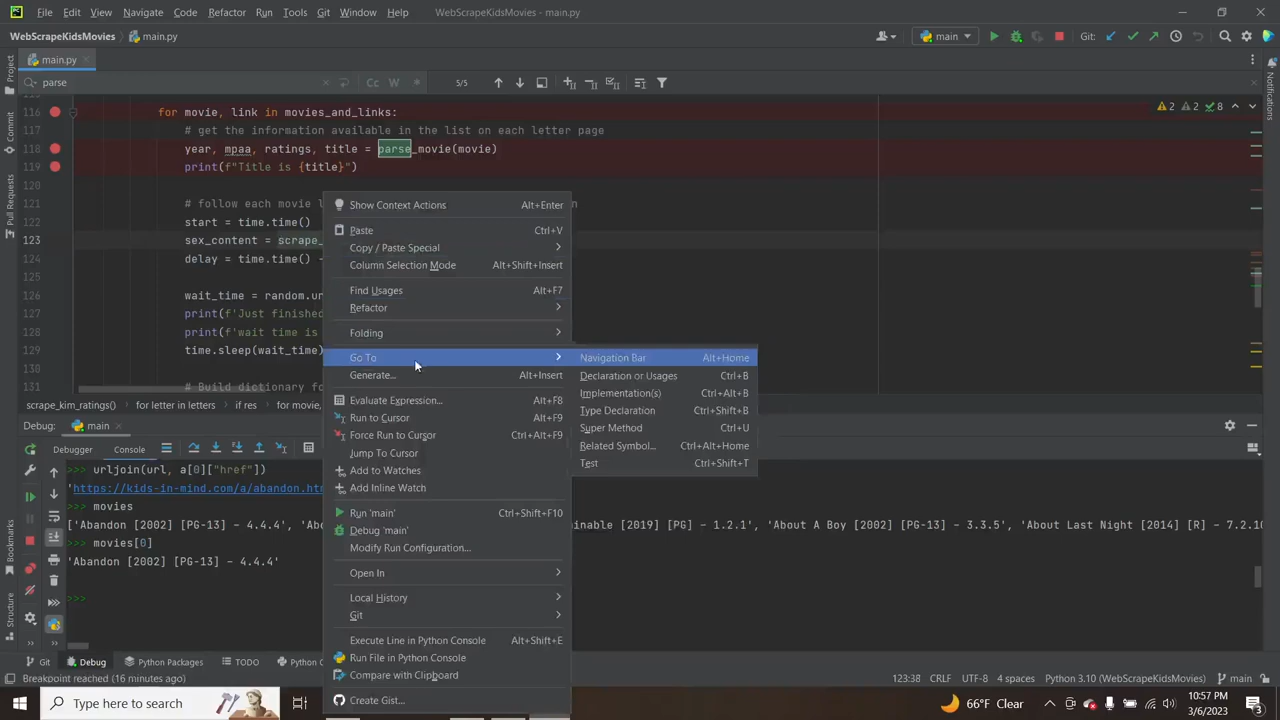 File Edit View Navigate Code Refactor Run Tools Git Window Help WebScrapeKidsMovies - main.py
WebScrapeKidsMovies main.py main Git:
main.py
parse 5/5
Cc W *
116 for movie, link in movies_and_links: 2 2 8
117 # get the information available in the list on each letter page
118 year, mpaa, ratings, title = parse_movie(movie)
119 print(f"Title is {title}")
120
121 # follow each movie l n
122 start = time.time()
123 sex_content = scrape_
124 delay = time.time() -
125
126 wait_time = random.un
127 print(f'Just finished
128 print(f'wait time is
129 time.sleep(wait_time)
130
131 # Build dictionary fo
scrape_kim_ratings() for letter in letters if res for movie,
Show Context Actions Alt+Enter
Paste Ctrl+V
Copy / Paste Special
Column Selection Mode Alt+Shift+Insert
Find Usages Alt+F7
Refactor
Folding
Go To
Generate... Alt+Insert
Evaluate Expression... Alt+F8
Run to Cursor Alt+F9
Force Run to Cursor Ctrl+Alt+F9
Jump To Cursor
Add to Watches
Add Inline Watch
Run 'main' Ctrl+Shift+F10
Debug 'main'
Modify Run Configuration...
Open In
Local History
Git
Execute Line in Python Console Alt+Shift+E
Run File in Python Console
Compare with Clipboard
Create Gist...
Navigation Bar Alt+Home
Declaration or Usages Ctrl+B
Implementation(s) Ctrl+Alt+B
Type Declaration Ctrl+Shift+B
Super Method Ctrl+U
Related Symbol... Ctrl+Alt+Home
Test Ctrl+Shift+T
Debug: main
Debugger Console
>>> urljoin(url, a[0]["href"])
'https://kids-in-mind.com/a/abandon.htm
>>> movies
['Abandon [2002] [PG-13] - 4.4.4', ' inable [2019] [PG] - 1.2.1', 'About A Boy [2002] [PG-13] - 3.3.5', 'About Last Night [2014] [R] - 7.2.10
>>> movies[0]
'Abandon [2002] [PG-13] - 4.4.4'
>>>
Project
Commit
Pull Requests
Bookmarks
Structure
Notifications
Git Debug Python Packages TODO Python C
Breakpoint reached (16 minutes ago) 123:38 CRLF UTF-8 4 spaces Python 3.10 (WebScrapeKidsMovies) main
Type here to search 66°F Clear 10:57 PM
3/6/2023